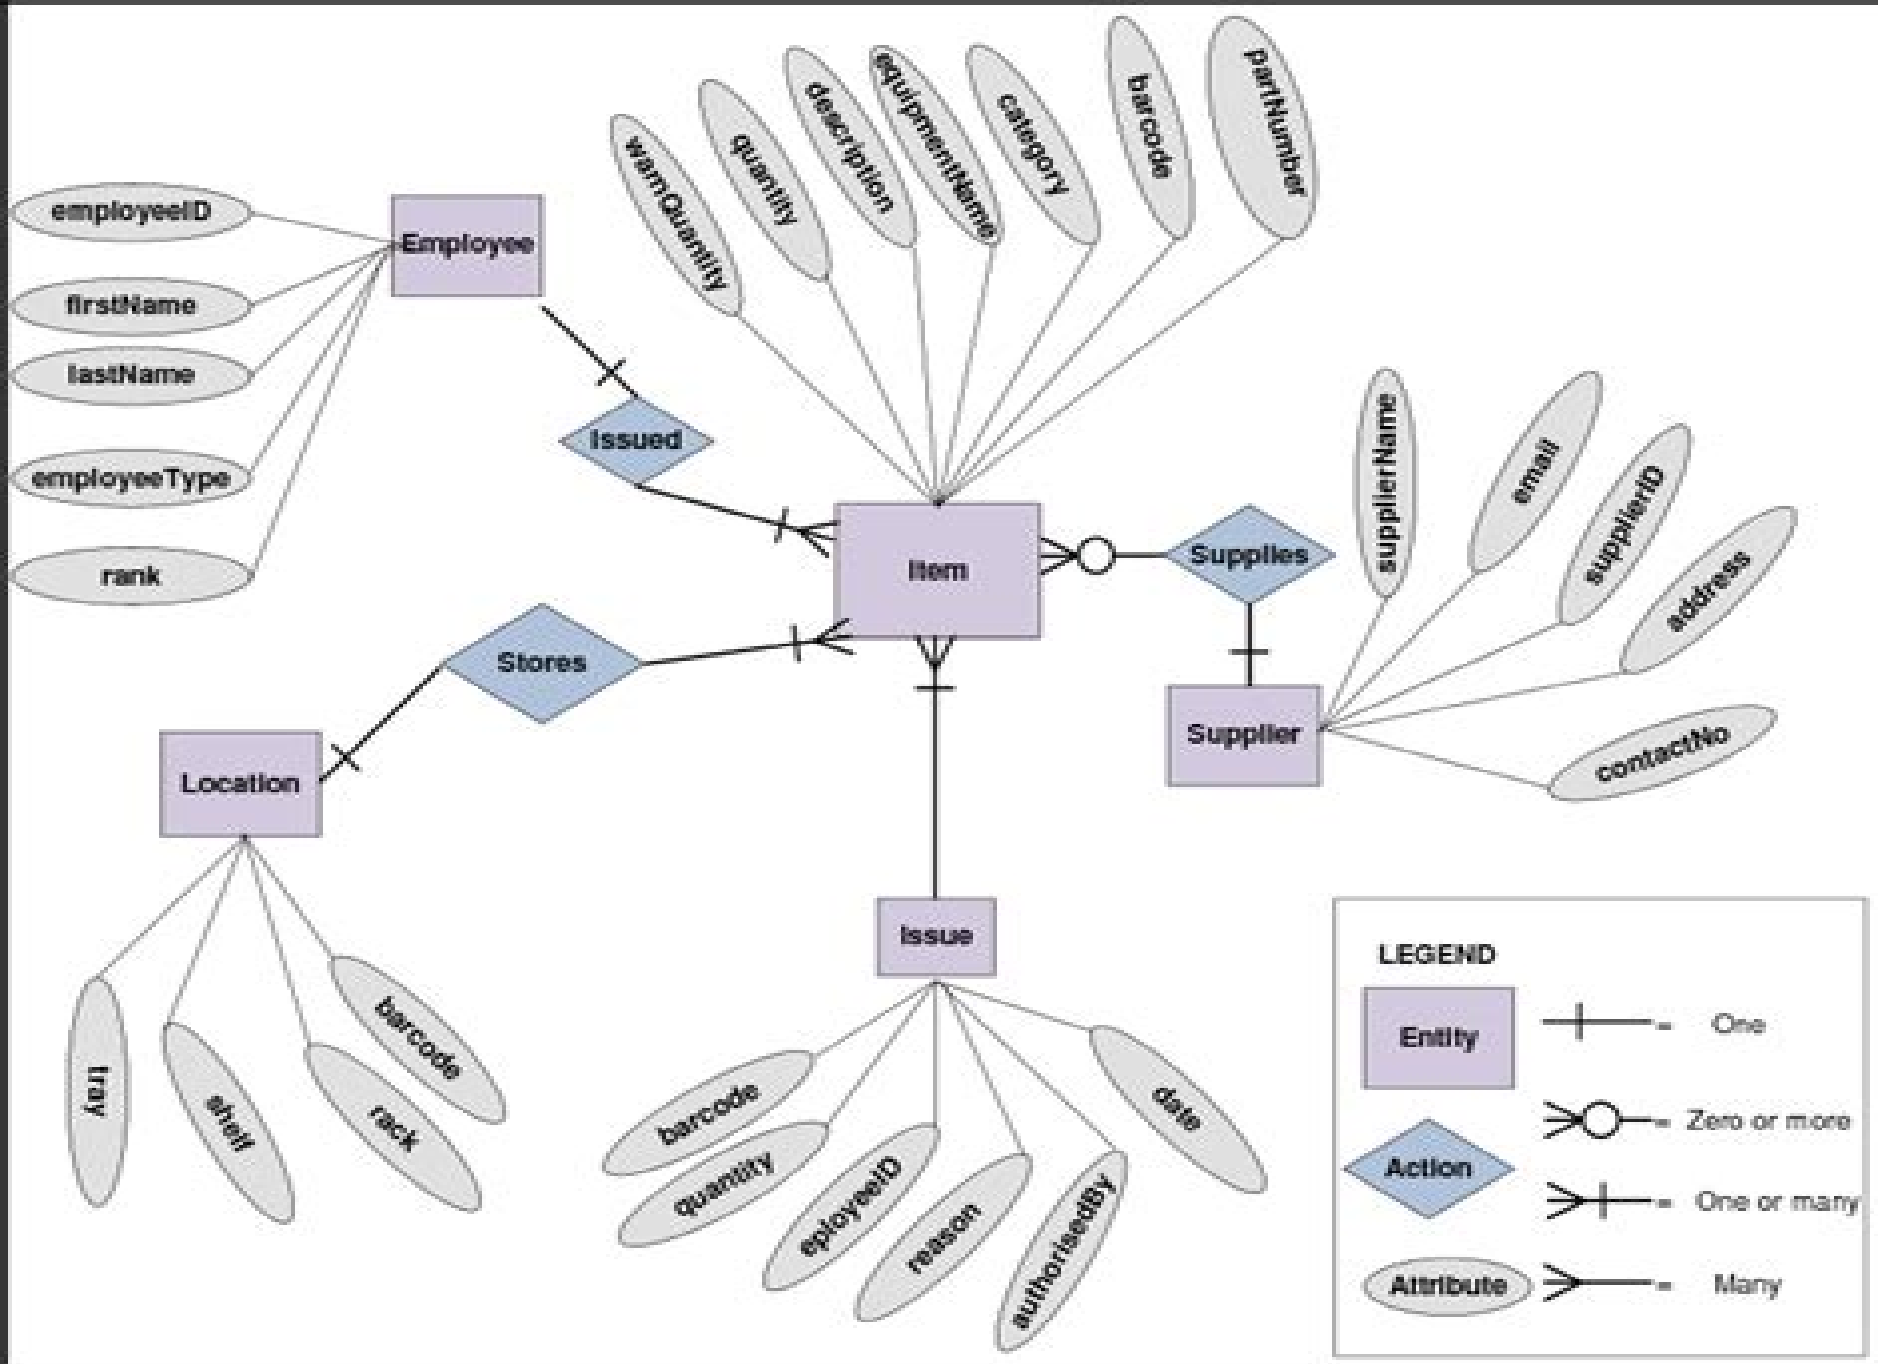 employeeID
firstName
lastName
employeeType
rank
Employee
Issued
warnQuantity
quantity
description
equipmentName
category
barcode
partNumber
Item
Supplies
supplierName
email
supplierID
address
contactNo
Supplier
Stores
Location
tray
shelf
rack
barcode
Issue
barcode
quantity
eployeeID
reason
authorisedBy
date
LEGEND
Entity
= One
= Zero or more
Action
= One or many
Attribute
= Many